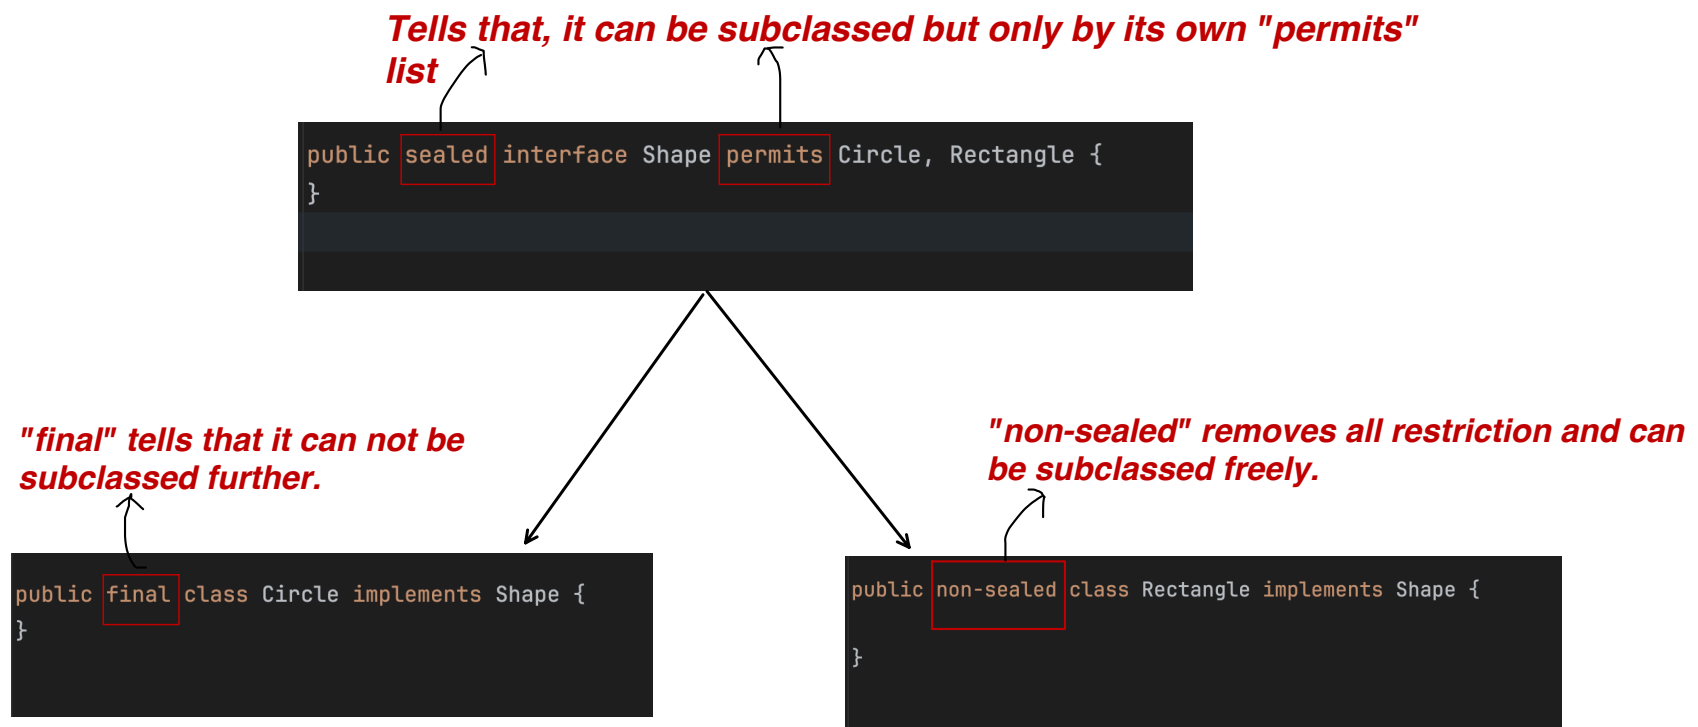 Tells that, it can be subclassed but only by its own "permits"
list
public sealed interface Shape permits Circle, Rectangle {
}
"final" tells that it can not be
subclassed further.
public final class Circle implements Shape {
}
"non-sealed" removes all restriction and can
be subclassed freely.
public non-sealed class Rectangle implements Shape {
}